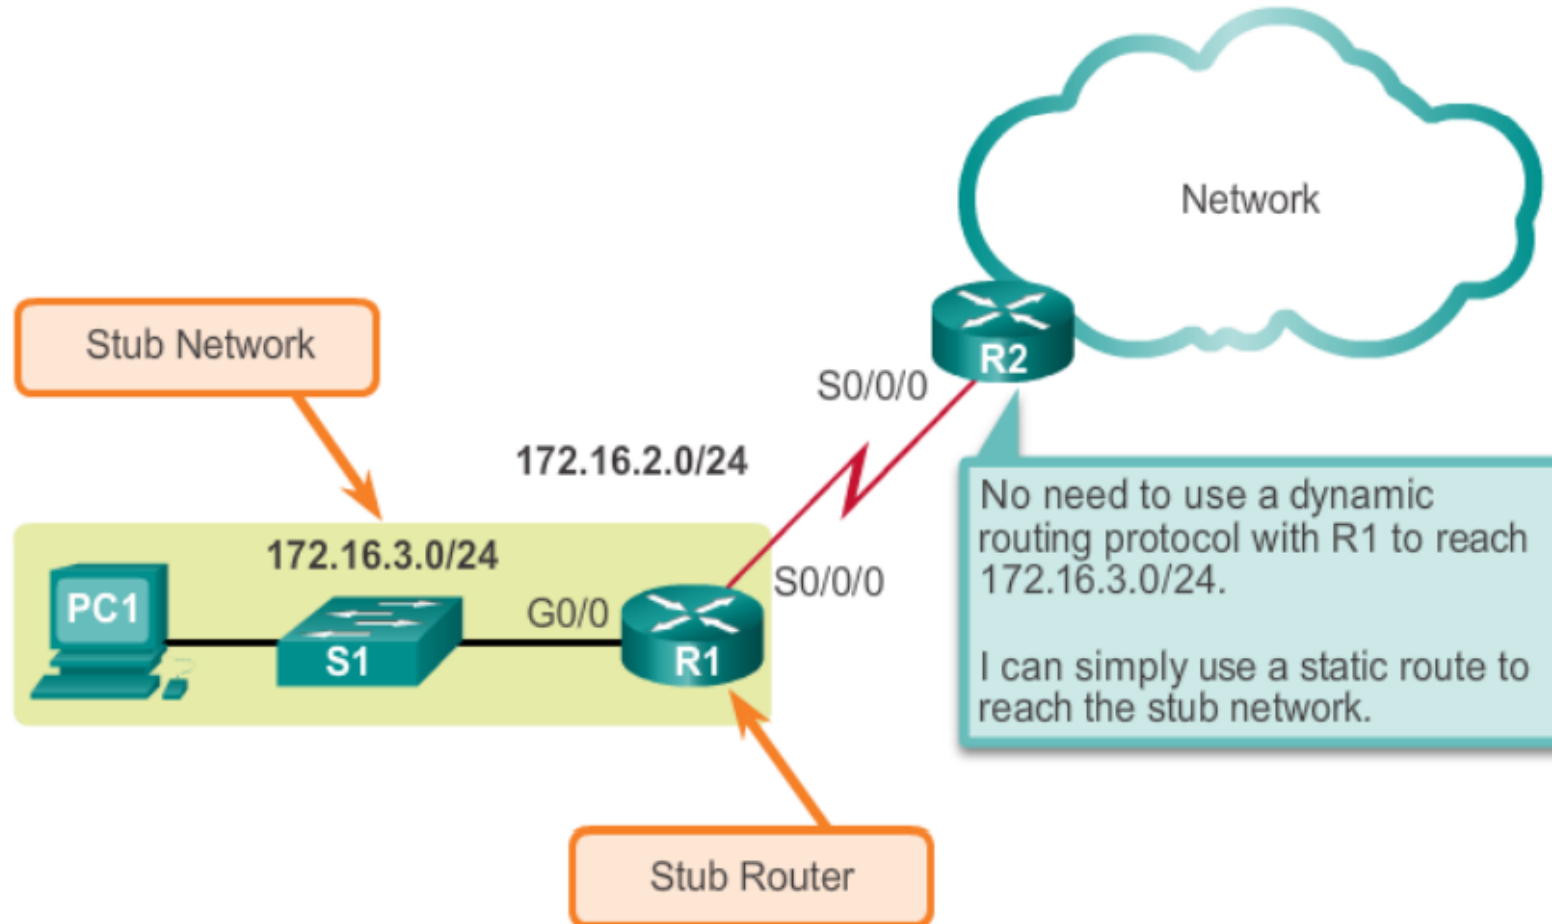 Network
Stub Network
R2
S0/0/0
172.16.2.0/24
No need to use a dynamic
routing protocol with R1 to reach
172.16.3.0/24.
I can simply use a static route to
reach the stub network.
172.16.3.0/24
S0/0/0
PC1
G0/0
S1
R1
Stub Router